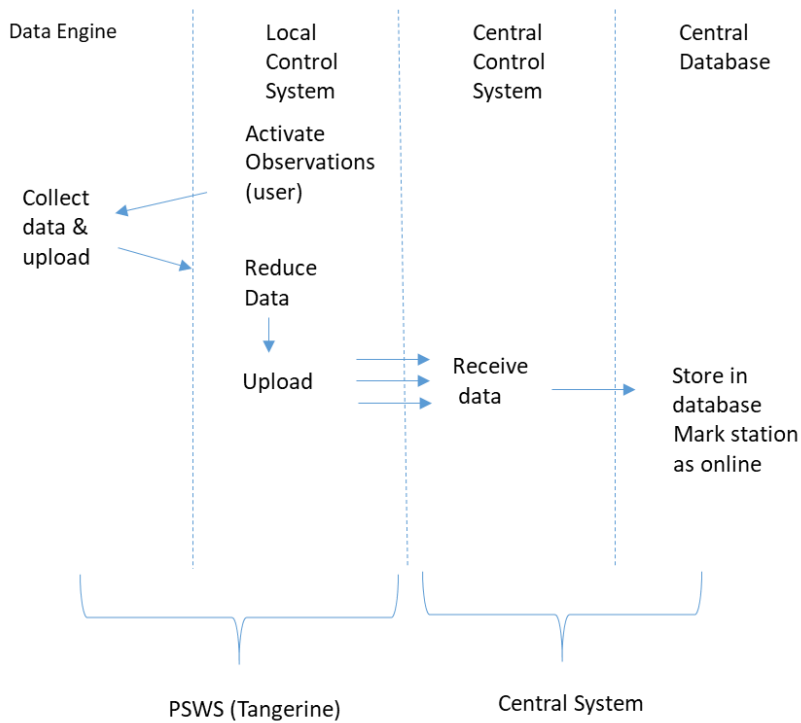 Data Engine
Local
Control
System
Central
Control
System
Central
Database
Activate
Observations
(user)
Collect
data &
upload
Reduce
Data
Upload
Receive
data
Store in
database
Mark station
as online
PSWS (Tangerine)
Central System